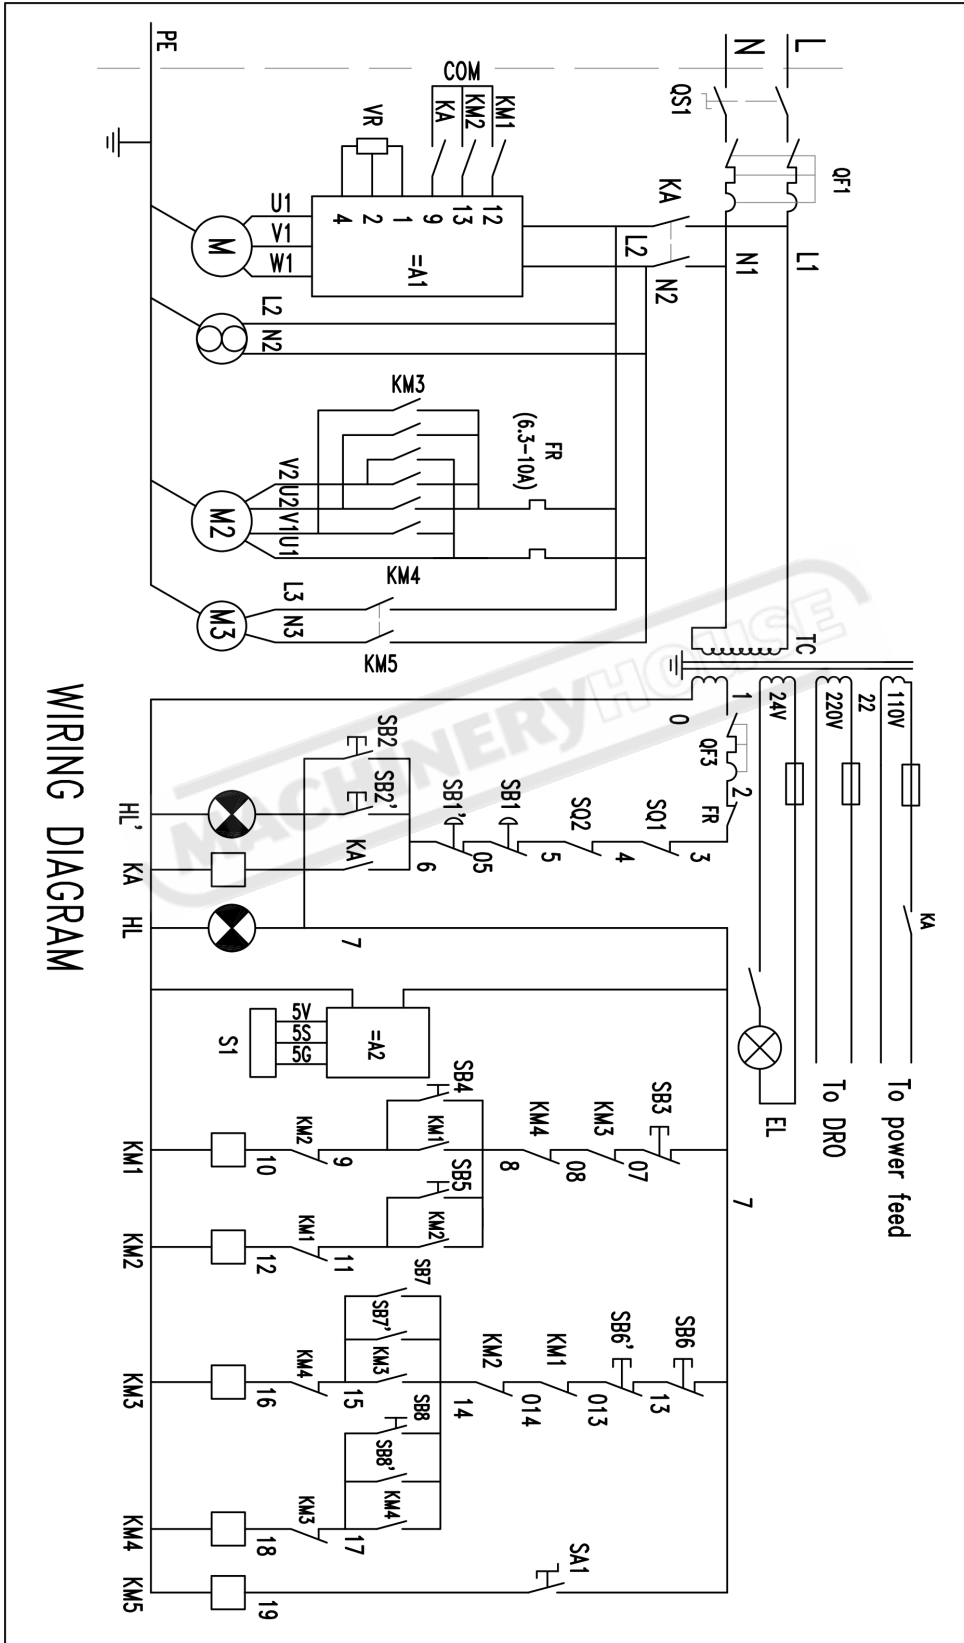 L
N
QS1
QF1
L1
N1
KA
L2
N2
COM
KM1
KM2
KA
12
13
9
1
2
4
VR
=A1
PE
U1
V1
W1
M
L2
N2
KM3
FR
(6.3-10A)
V2
U2
V1
U1
M2
KM4
L3
N3
M3
KM5
TC
110V
22
220V
24V
1
0
QF3
2
FR
KA
To power feed
To DRO
EL
3
SQ1
4
SQ2
5
SB1
05
SB1'
6
SB2
SB2'
KA
7
HL'
KA
HL
=A2
5V
5S
5G
S1
7
SB3
07
KM3
08
KM4
8
SB4
KM1
9
KM2
10
KM1
SB5
KM2
11
KM1
12
KM2
SB6
13
SB6'
013
KM1
014
KM2
14
SB7
SB7'
KM3
15
KM4
16
KM3
SB8
SB8'
KM4
17
KM3
18
KM4
SA1
19
KM5
WIRING DIAGRAM
MACHINERYHOUSE